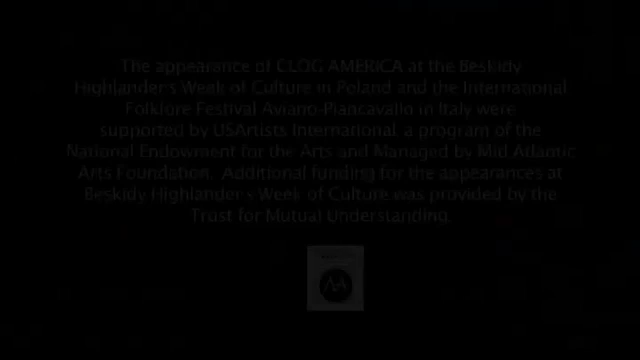 The appearance of CLOG AMERICA at the Beskidy
Highlander's Week of Culture in Poland and the International
Folklore Festival Aviano-Piancavallo in Italy were
supported by USArtists International, a program of the
National Endowment for the Arts and Managed by Mid Atlantic
Arts Foundation. Additional funding for the appearances at
Beskidy Highlander's Week of Culture was provided by the
Trust for Mutual Understanding.